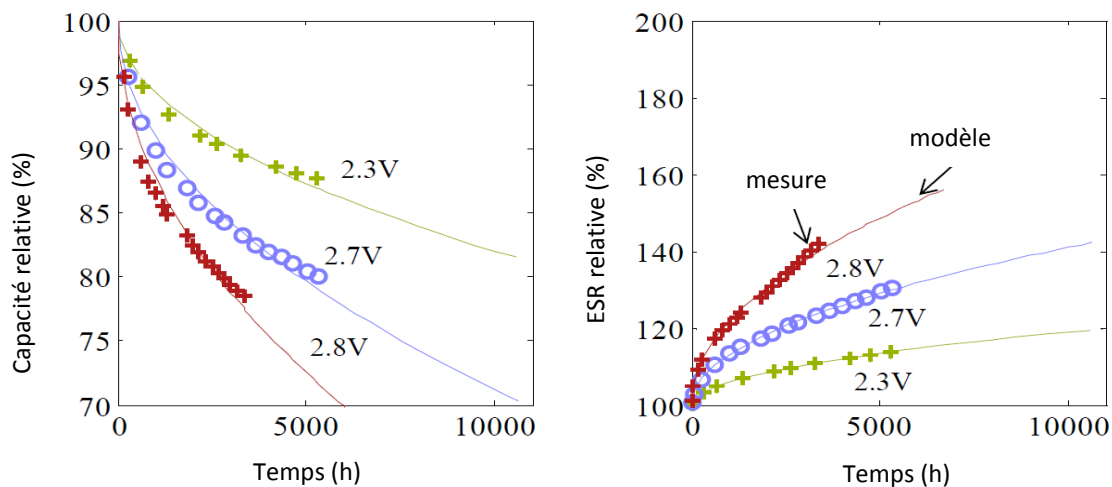 100
95
90
85
80
75
70
Capacité relative (%)
2.3V
2.7V
2.8V
0
5000
10000
Temps (h)
200
180
160
140
120
100
ESR relative (%)
modèle
mesure
2.8V
2.7V
2.3V
0
5000
10000
Temps (h)